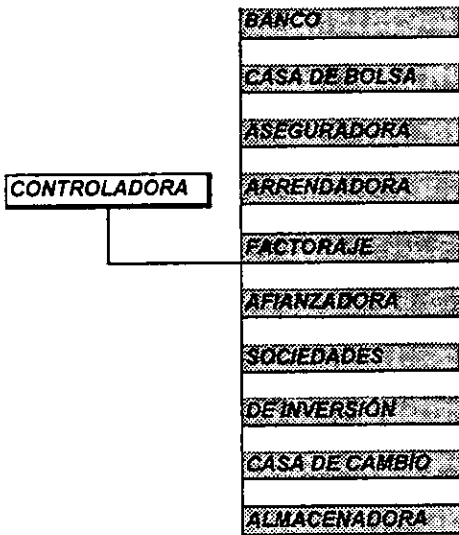 BANCO
CASA DE BOLSA
ASEGURADORA
CONTROLADORA
ARRENDADORA
FACTORAJE
AFIANZADORA
SOCIEDADES
DE INVERSIÓN
CASA DE CAMBIO
ALMACENADORA